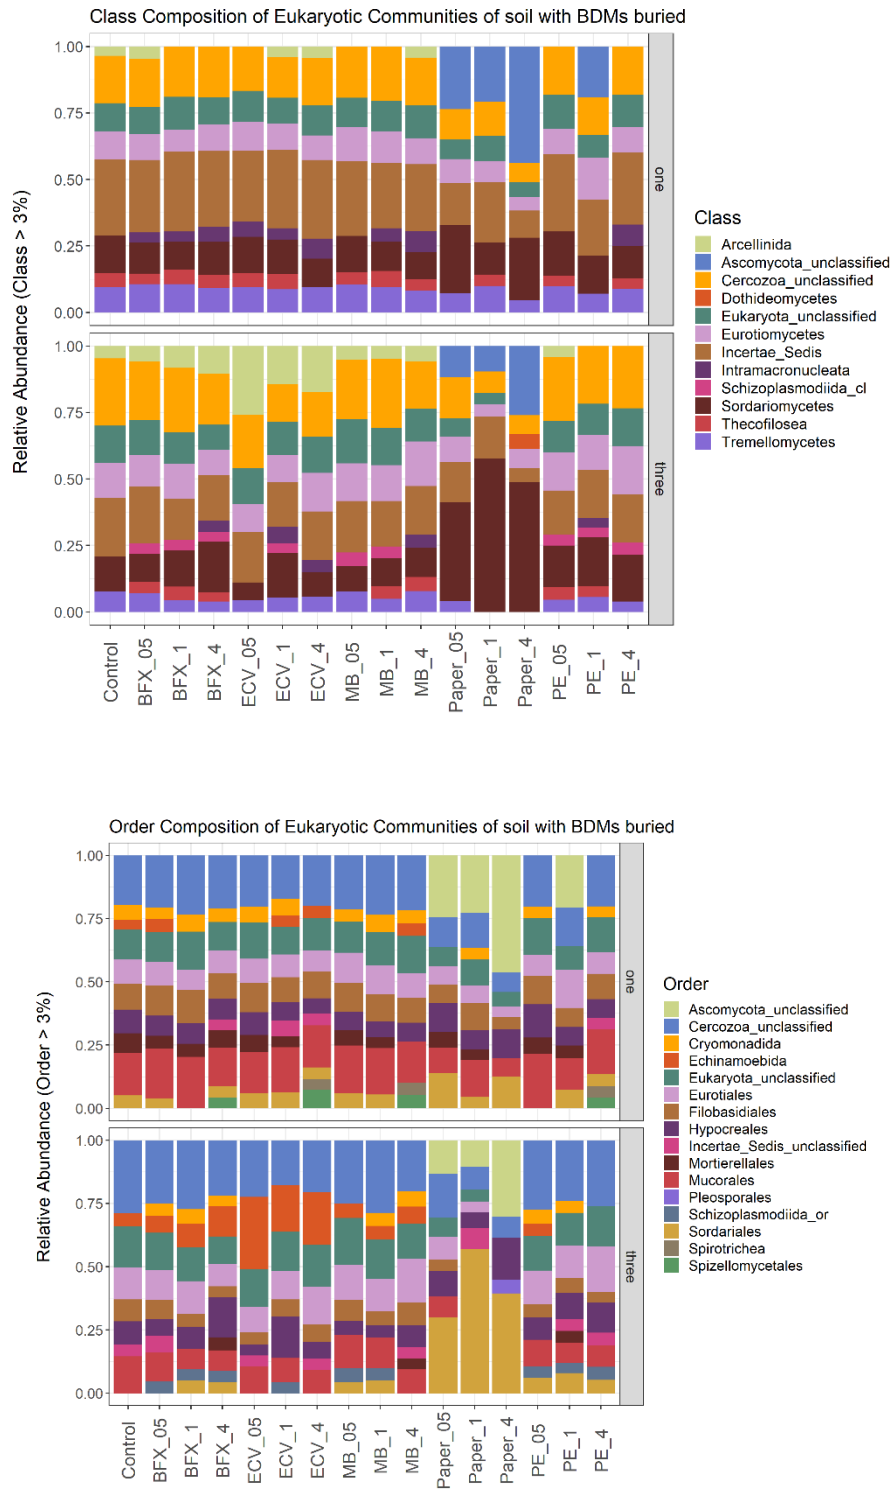 Class Composition of Eukaryotic Communities of soil with BDMs buried
Relative Abundance (Class > 3%)
1.00
0.75
0.50
0.25
0.00
one
1.00
0.75
0.50
0.25
0.00
three
Control
BFX_05
BFX_1
BFX_4
ECV_05
ECV_1
ECV_4
MB_05
MB_1
MB_4
Paper_05
Paper_1
Paper_4
PE_05
PE_1
PE_4
Class
Arcellinida
Ascomycota_unclassified
Cercozoa_unclassified
Dothideomycetes
Eukaryota_unclassified
Eurotiomycetes
Incertae_Sedis
Intramacronucleata
Schizoplasmodiida_cl
Sordariomycetes
Thecofilosea
Tremellomycetes
Order Composition of Eukaryotic Communities of soil with BDMs buried
Relative Abundance (Order > 3%)
1.00
0.75
0.50
0.25
0.00
one
1.00
0.75
0.50
0.25
0.00
three
Control
BFX_05
BFX_1
BFX_4
ECV_05
ECV_1
ECV_4
MB_05
MB_1
MB_4
Paper_05
Paper_1
Paper_4
PE_05
PE_1
PE_4
Order
Ascomycota_unclassified
Cercozoa_unclassified
Cryomonadida
Echinamoebida
Eukaryota_unclassified
Eurotiales
Filobasidiales
Hypocreales
Incertae_Sedis_unclassified
Mortierellales
Mucorales
Pleosporales
Schizoplasmodiida_or
Sordariales
Spirotrichea
Spizellomycetales